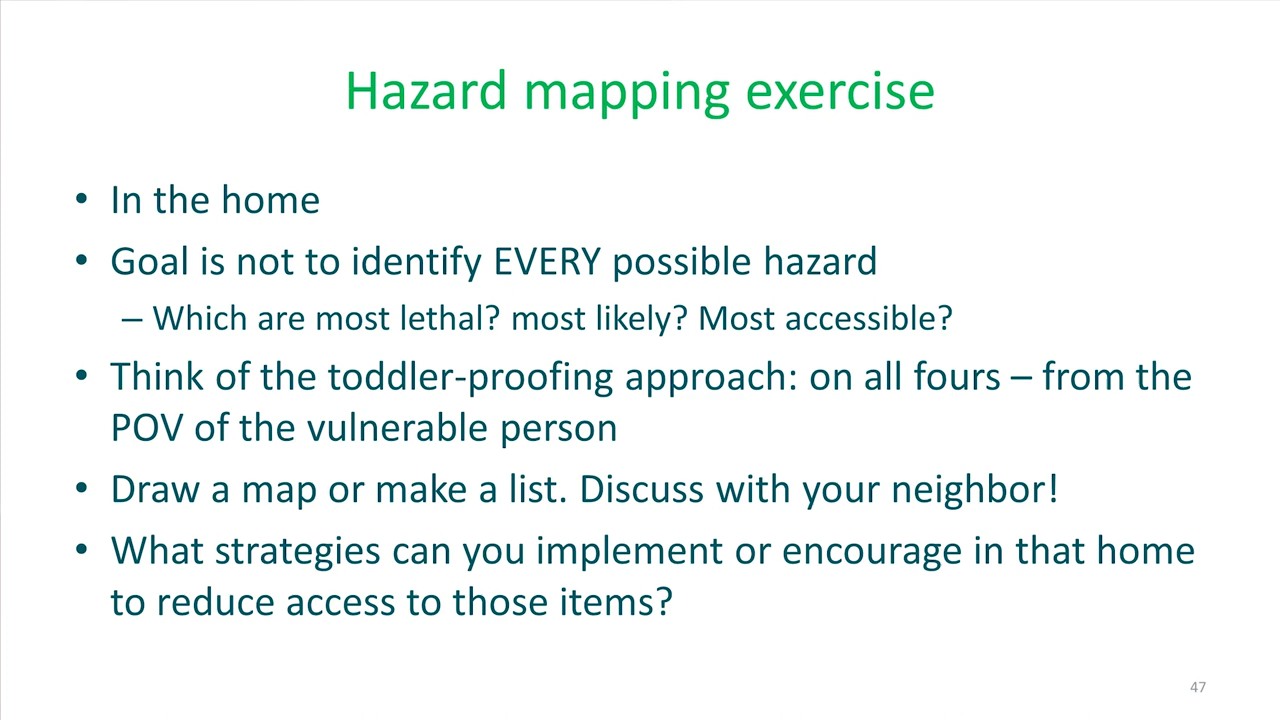 Hazard mapping exercise
• In the home
• Goal is not to identify EVERY possible hazard
– Which are most lethal? most likely? Most accessible?
• Think of the toddler-proofing approach: on all fours – from the
POV of the vulnerable person
• Draw a map or make a list. Discuss with your neighbor!
• What strategies can you implement or encourage in that home
to reduce access to those items?
47